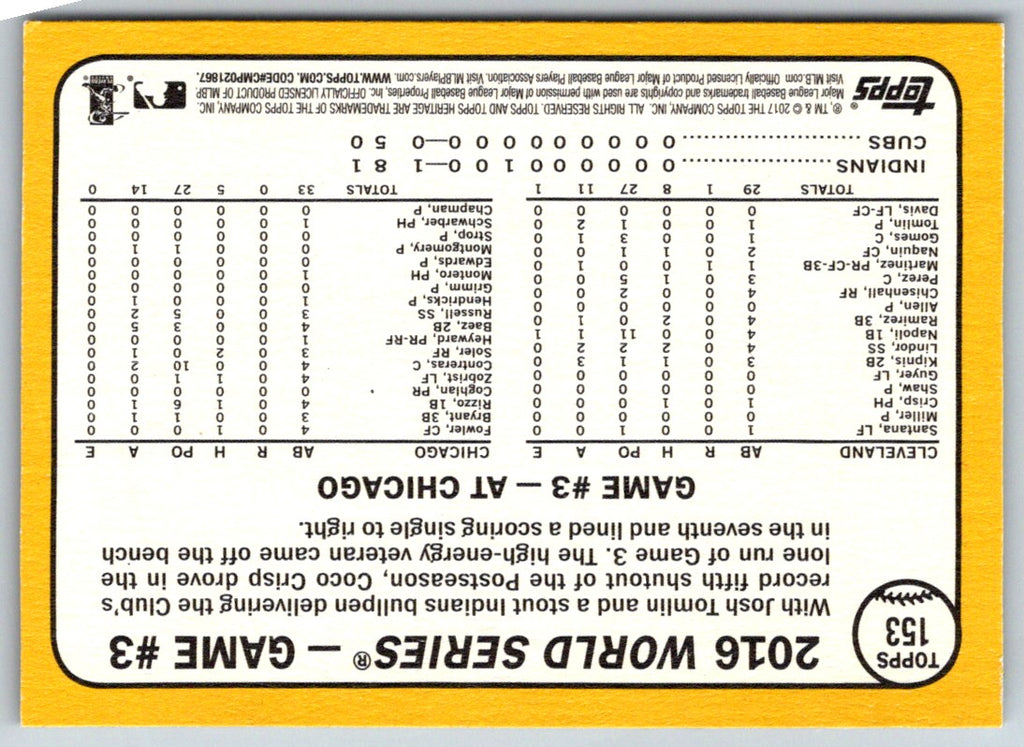 TOPPS
153
2016 WORLD SERIES® — GAME #3
With Josh Tomlin and a stout Indians bullpen delivering the Club's
record fifth shutout of the Postseason, Coco Crisp drove in the
lone run of Game 3. The high-energy veteran came off the bench
in the seventh and lined a scoring single to right.
GAME #3 — AT CHICAGO
CLEVELAND AB R H PO A E
Santana, LF 1 0 0 1 0 0
Miller, P 0 0 0 0 0 0
Crisp, PH 1 0 1 0 0 0
Shaw, P 0 0 0 0 0 0
Guyer, LF 0 0 0 0 0 0
Kipnis, 2B 3 0 1 1 3 0
Lindor, SS 4 0 2 2 2 0
Napoli, 1B 4 0 0 11 1 1
Ramirez, 3B 4 0 2 0 1 0
Allen, P 0 0 0 0 0 0
Chisenhall, RF 4 0 0 2 0 0
Perez, C 3 0 1 5 0 0
Martinez, PR-CF-3B 1 1 0 0 1 0
Naquin, CF 2 0 1 1 0 0
Gomes, C 1 0 0 3 1 0
Tomlin, P 1 0 0 1 2 0
Davis, LF-CF 0 0 0 0 0 0
TOTALS 29 1 8 27 11 1
CHICAGO AB R H PO A E
Fowler, CF 4 0 1 0 0 0
Bryant, 3B 3 0 0 1 1 0
Rizzo, 1B 4 0 1 6 1 0
Coghlan, PR 0 0 0 0 0 0
Zobrist, LF 4 0 1 1 0 0
Contreras, C 4 0 0 10 2 0
Soler, RF 3 0 2 0 1 0
Heyward, PR-RF 1 0 0 0 0 0
Baez, 2B 4 0 0 3 5 0
Russell, SS 3 0 0 5 2 0
Hendricks, P 1 0 0 0 1 0
Grimm, P 0 0 0 0 0 0
Montero, PH 1 0 0 0 0 0
Edwards, P 0 0 0 0 0 0
Montgomery, P 0 0 0 1 1 0
Strop, P 0 0 0 0 0 0
Schwarber, PH 1 0 0 0 0 0
Chapman, P 0 0 0 0 0 0
TOTALS 33 0 5 27 14 0
INDIANS 0 0 0 0 0 0 1 0 0—1 8 1
CUBS 0 0 0 0 0 0 0 0 0—0 5 0
topps®
® TM & © 2017 THE TOPPS COMPANY, INC. ALL RIGHTS RESERVED. TOPPS AND TOPPS HERITAGE ARE TRADEMARKS OF THE TOPPS COMPANY, INC.
Major League Baseball trademarks and copyrights are used with permission of Major League Baseball Properties, Inc. OFFICIALLY LICENSED PRODUCT OF MLBP
Visit MLB.com Officially Licensed Product of Major League Baseball Players Association. Visit MLBPlayers.com. WWW.TOPPS.COM. CODE#CMP021867.